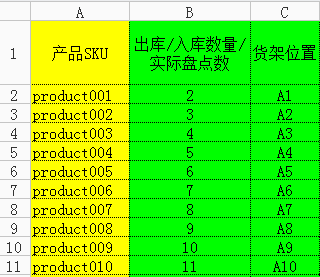 A B C
1 产品SKU 出库/入库数量/
实际盘点数 货架位置
2 product001 2 A1
3 product002 3 A2
4 product003 4 A3
5 product004 5 A4
6 product005 6 A5
7 product006 7 A6
8 product007 8 A7
9 product008 9 A8
10 product009 10 A9
11 product010 11 A10